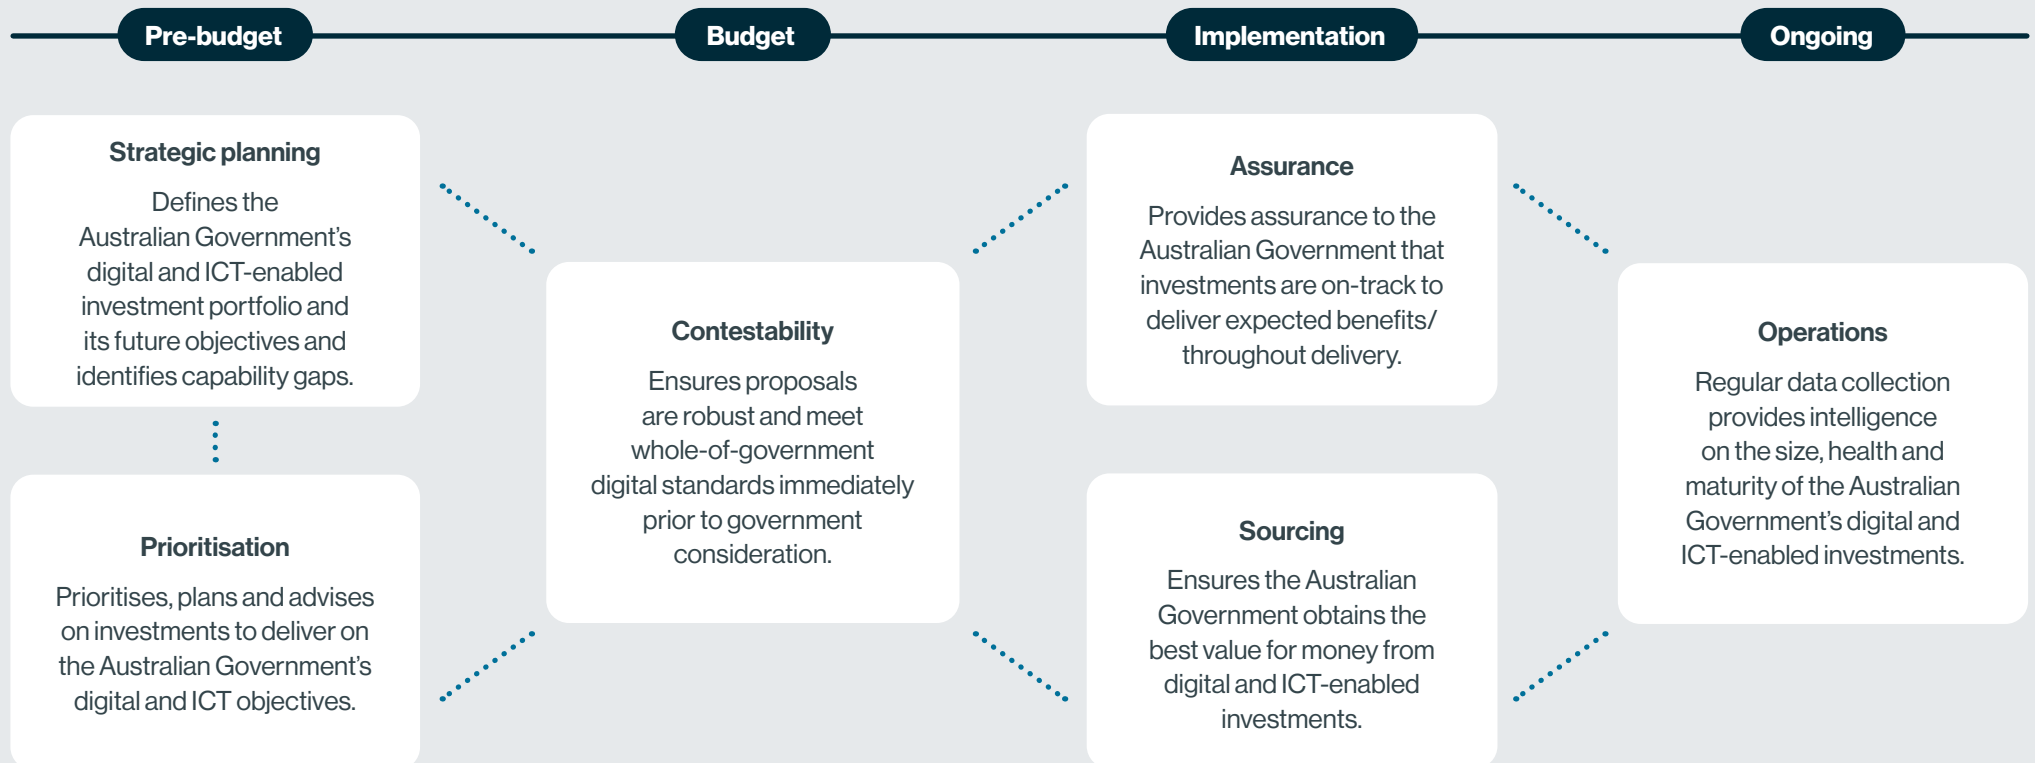 Pre-budget
Budget
Implementation
Ongoing
Strategic planning
Defines the
Australian Government’s
digital and ICT-enabled
investment portfolio and
its future objectives and
identifies capability gaps.
Prioritisation
Prioritises, plans and advises
on investments to deliver on
the Australian Government’s
digital and ICT objectives.
Contestability
Ensures proposals
are robust and meet
whole-of-government
digital standards immediately
prior to government
consideration.
Assurance
Provides assurance to the
Australian Government that
investments are on-track to
deliver expected benefits/
throughout delivery.
Sourcing
Ensures the Australian
Government obtains the
best value for money from
digital and ICT-enabled
investments.
Operations
Regular data collection
provides intelligence
on the size, health and
maturity of the Australian
Government’s digital and
ICT-enabled investments.